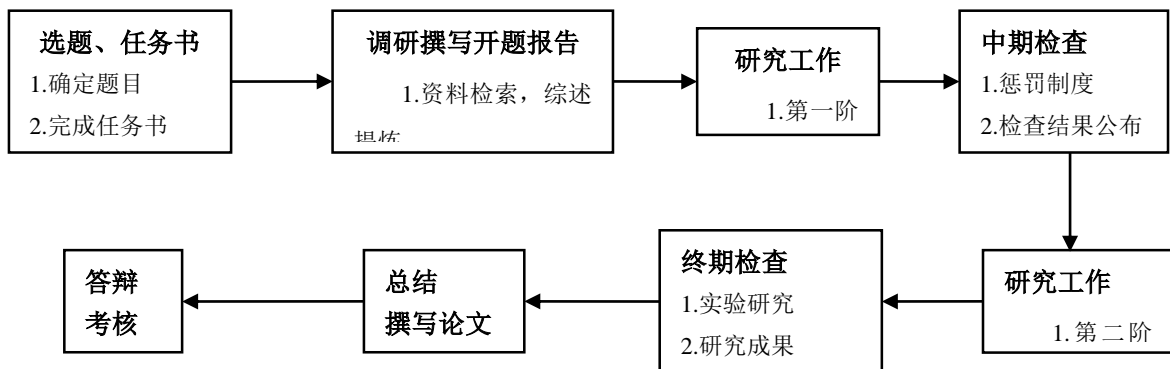 选题、任务书
1.确定题目
2.完成任务书
调研撰写开题报告
1.资料检索，综述
提炼
研究工作
1.第一阶
中期检查
1.惩罚制度
2.检查结果公布
研究工作
1.第二阶
终期检查
1.实验研究
2.研究成果
总结
撰写论文
答辩
考核